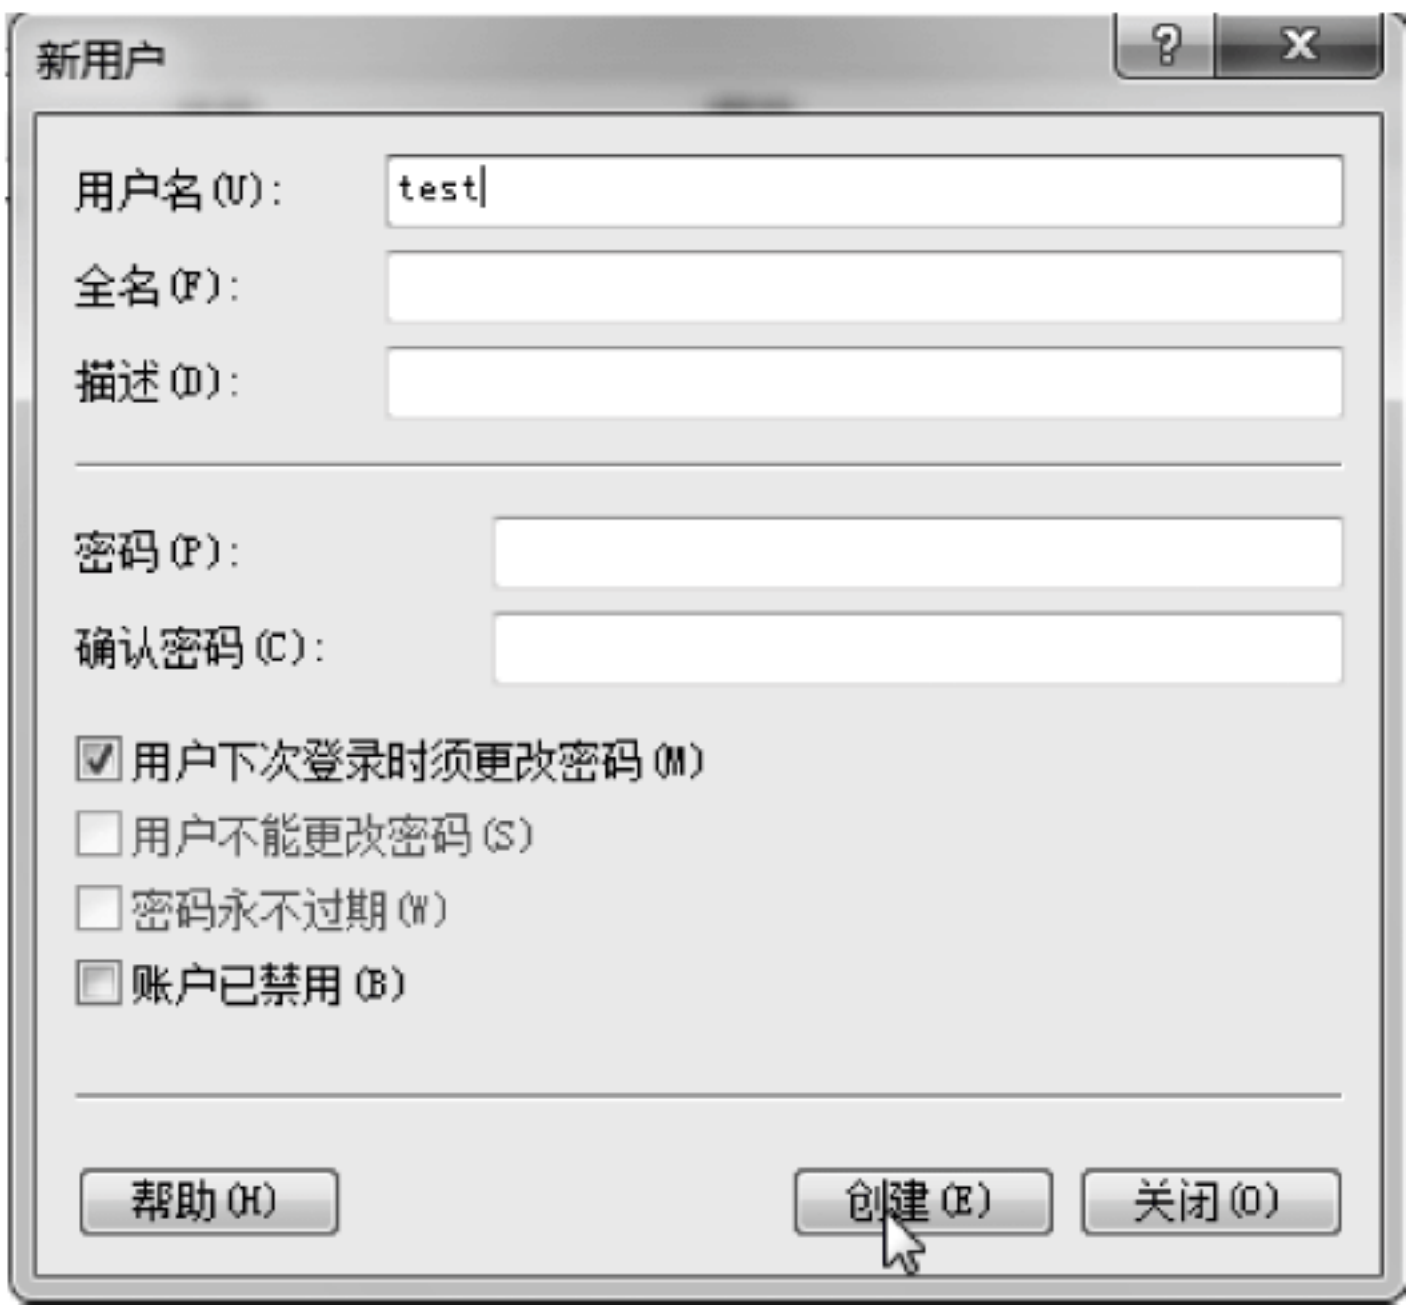 新用户
用户名(U):
test
全名(F):
描述(D):
密码(P):
确认密码(C):
用户下次登录时须更改密码(M)
用户不能更改密码(S)
密码永不过期(W)
账户已禁用(B)
帮助(H)
创建(E)
关闭(O)